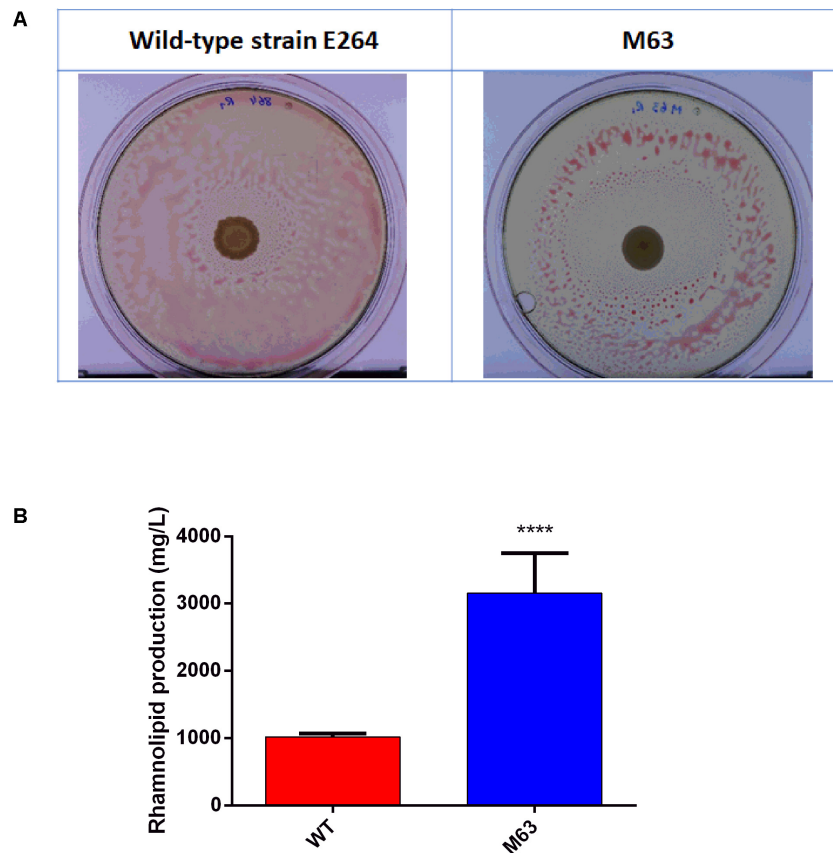 A
Wild-type strain E264
M63
B
****
4000
3000
2000
1000
0
Rhamnolipid production (mg/L)
WT
M63